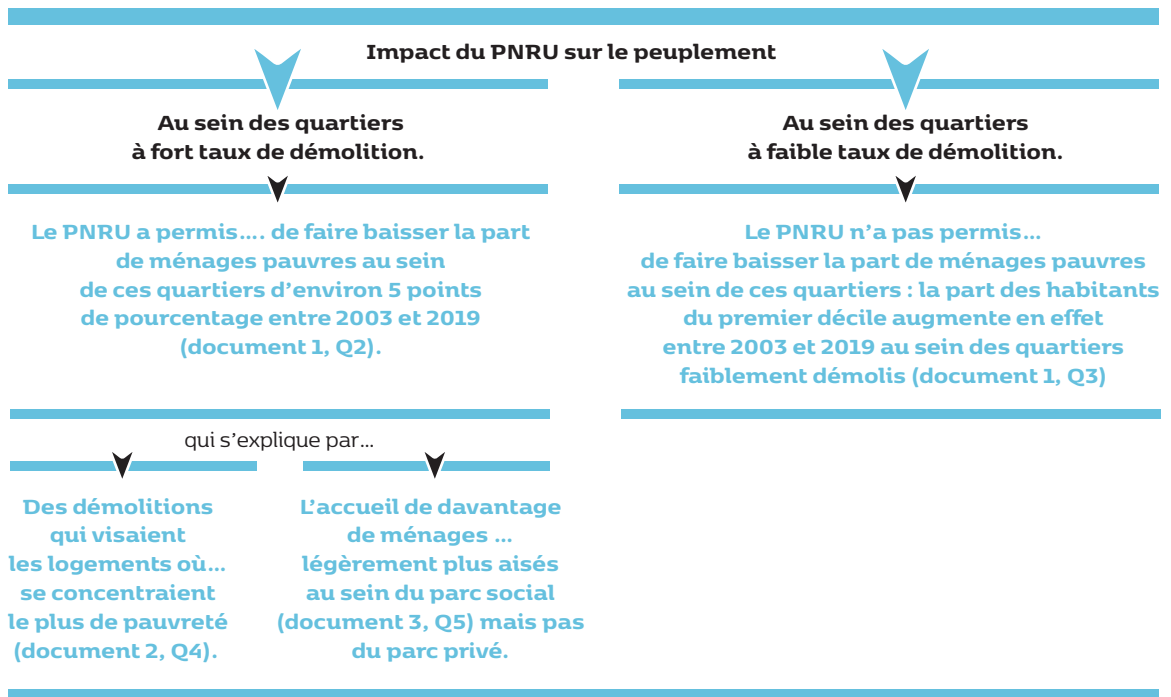 Impact du PNRU sur le peuplement
Au sein des quartiers
à fort taux de démolition.
Au sein des quartiers
à faible taux de démolition.
Le PNRU a permis…. de faire baisser la part
de ménages pauvres au sein
de ces quartiers d'environ 5 points
de pourcentage entre 2003 et 2019
(document 1, Q2).
Le PNRU n'a pas permis…
de faire baisser la part de ménages pauvres
au sein de ces quartiers : la part des habitants
du premier décile augmente en effet
entre 2003 et 2019 au sein des quartiers
faiblement démolis (document 1, Q3)
qui s'explique par…
Des démolitions
qui visaient
les logements où…
se concentraient
le plus de pauvreté
(document 2, Q4).
L'accueil de davantage
de ménages …
légèrement plus aisés
au sein du parc social
(document 3, Q5) mais pas
du parc privé.